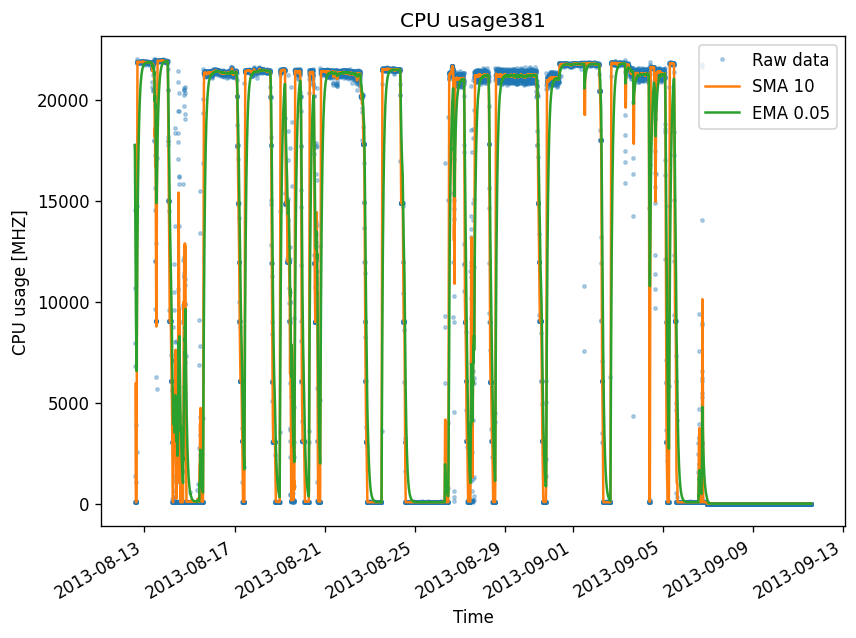 CPU usage381
Raw data
SMA 10
EMA 0.05
CPU usage [MHZ]
20000
15000
10000
5000
0
2013-08-13
2013-08-17
2013-08-21
2013-08-25
2013-08-29
2013-09-01
2013-09-05
2013-09-09
2013-09-13
Time